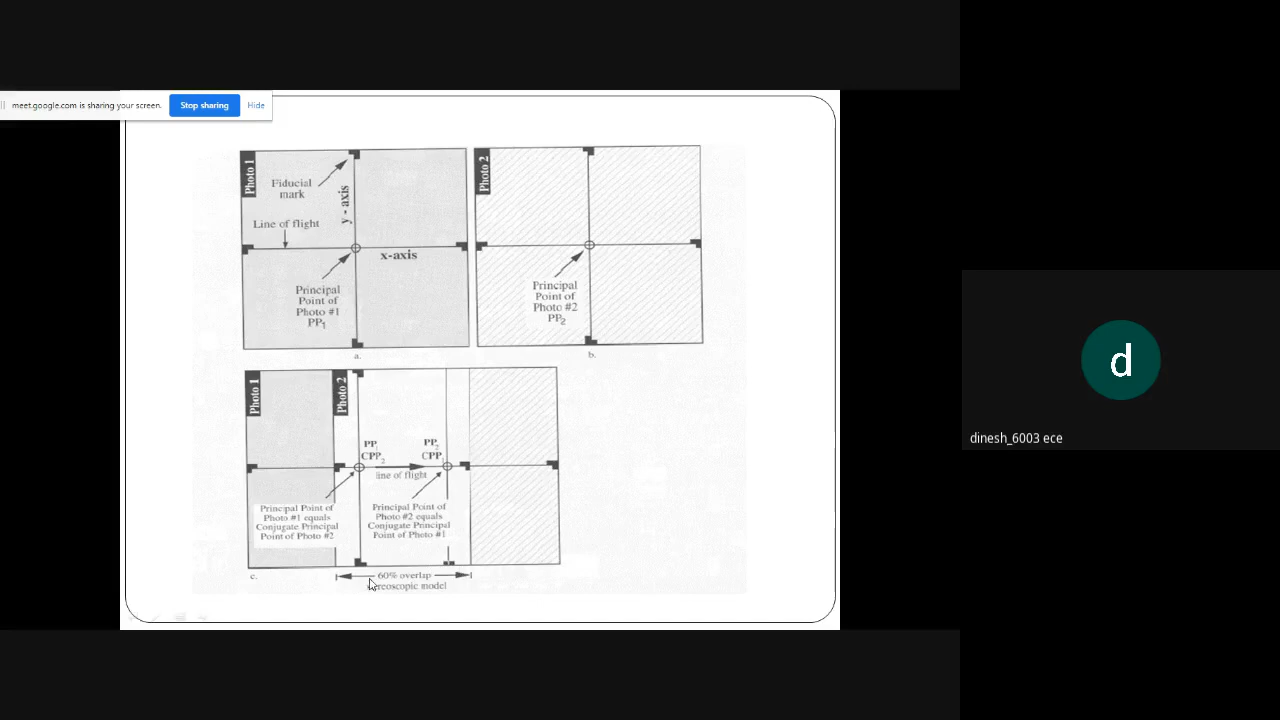 meet.google.com is sharing your screen.
Stop sharing
Hide
Photo 1
Fiducial
mark
y - axis
Line of flight
x-axis
Principal
Point of
Photo #1
PP1
a.
Photo 2
Principal
Point of
Photo #2
PP2
b.
Photo 1
Photo 2
PP1
CPP2
PP2
CPP1
line of flight
Principal Point of
Photo #1 equals
Conjugate Principal
Point of Photo #2
Principal Point of
Photo #2 equals
Conjugate Principal
Point of Photo #1
c.
60% overlap
model
d
dinesh_6003 ece